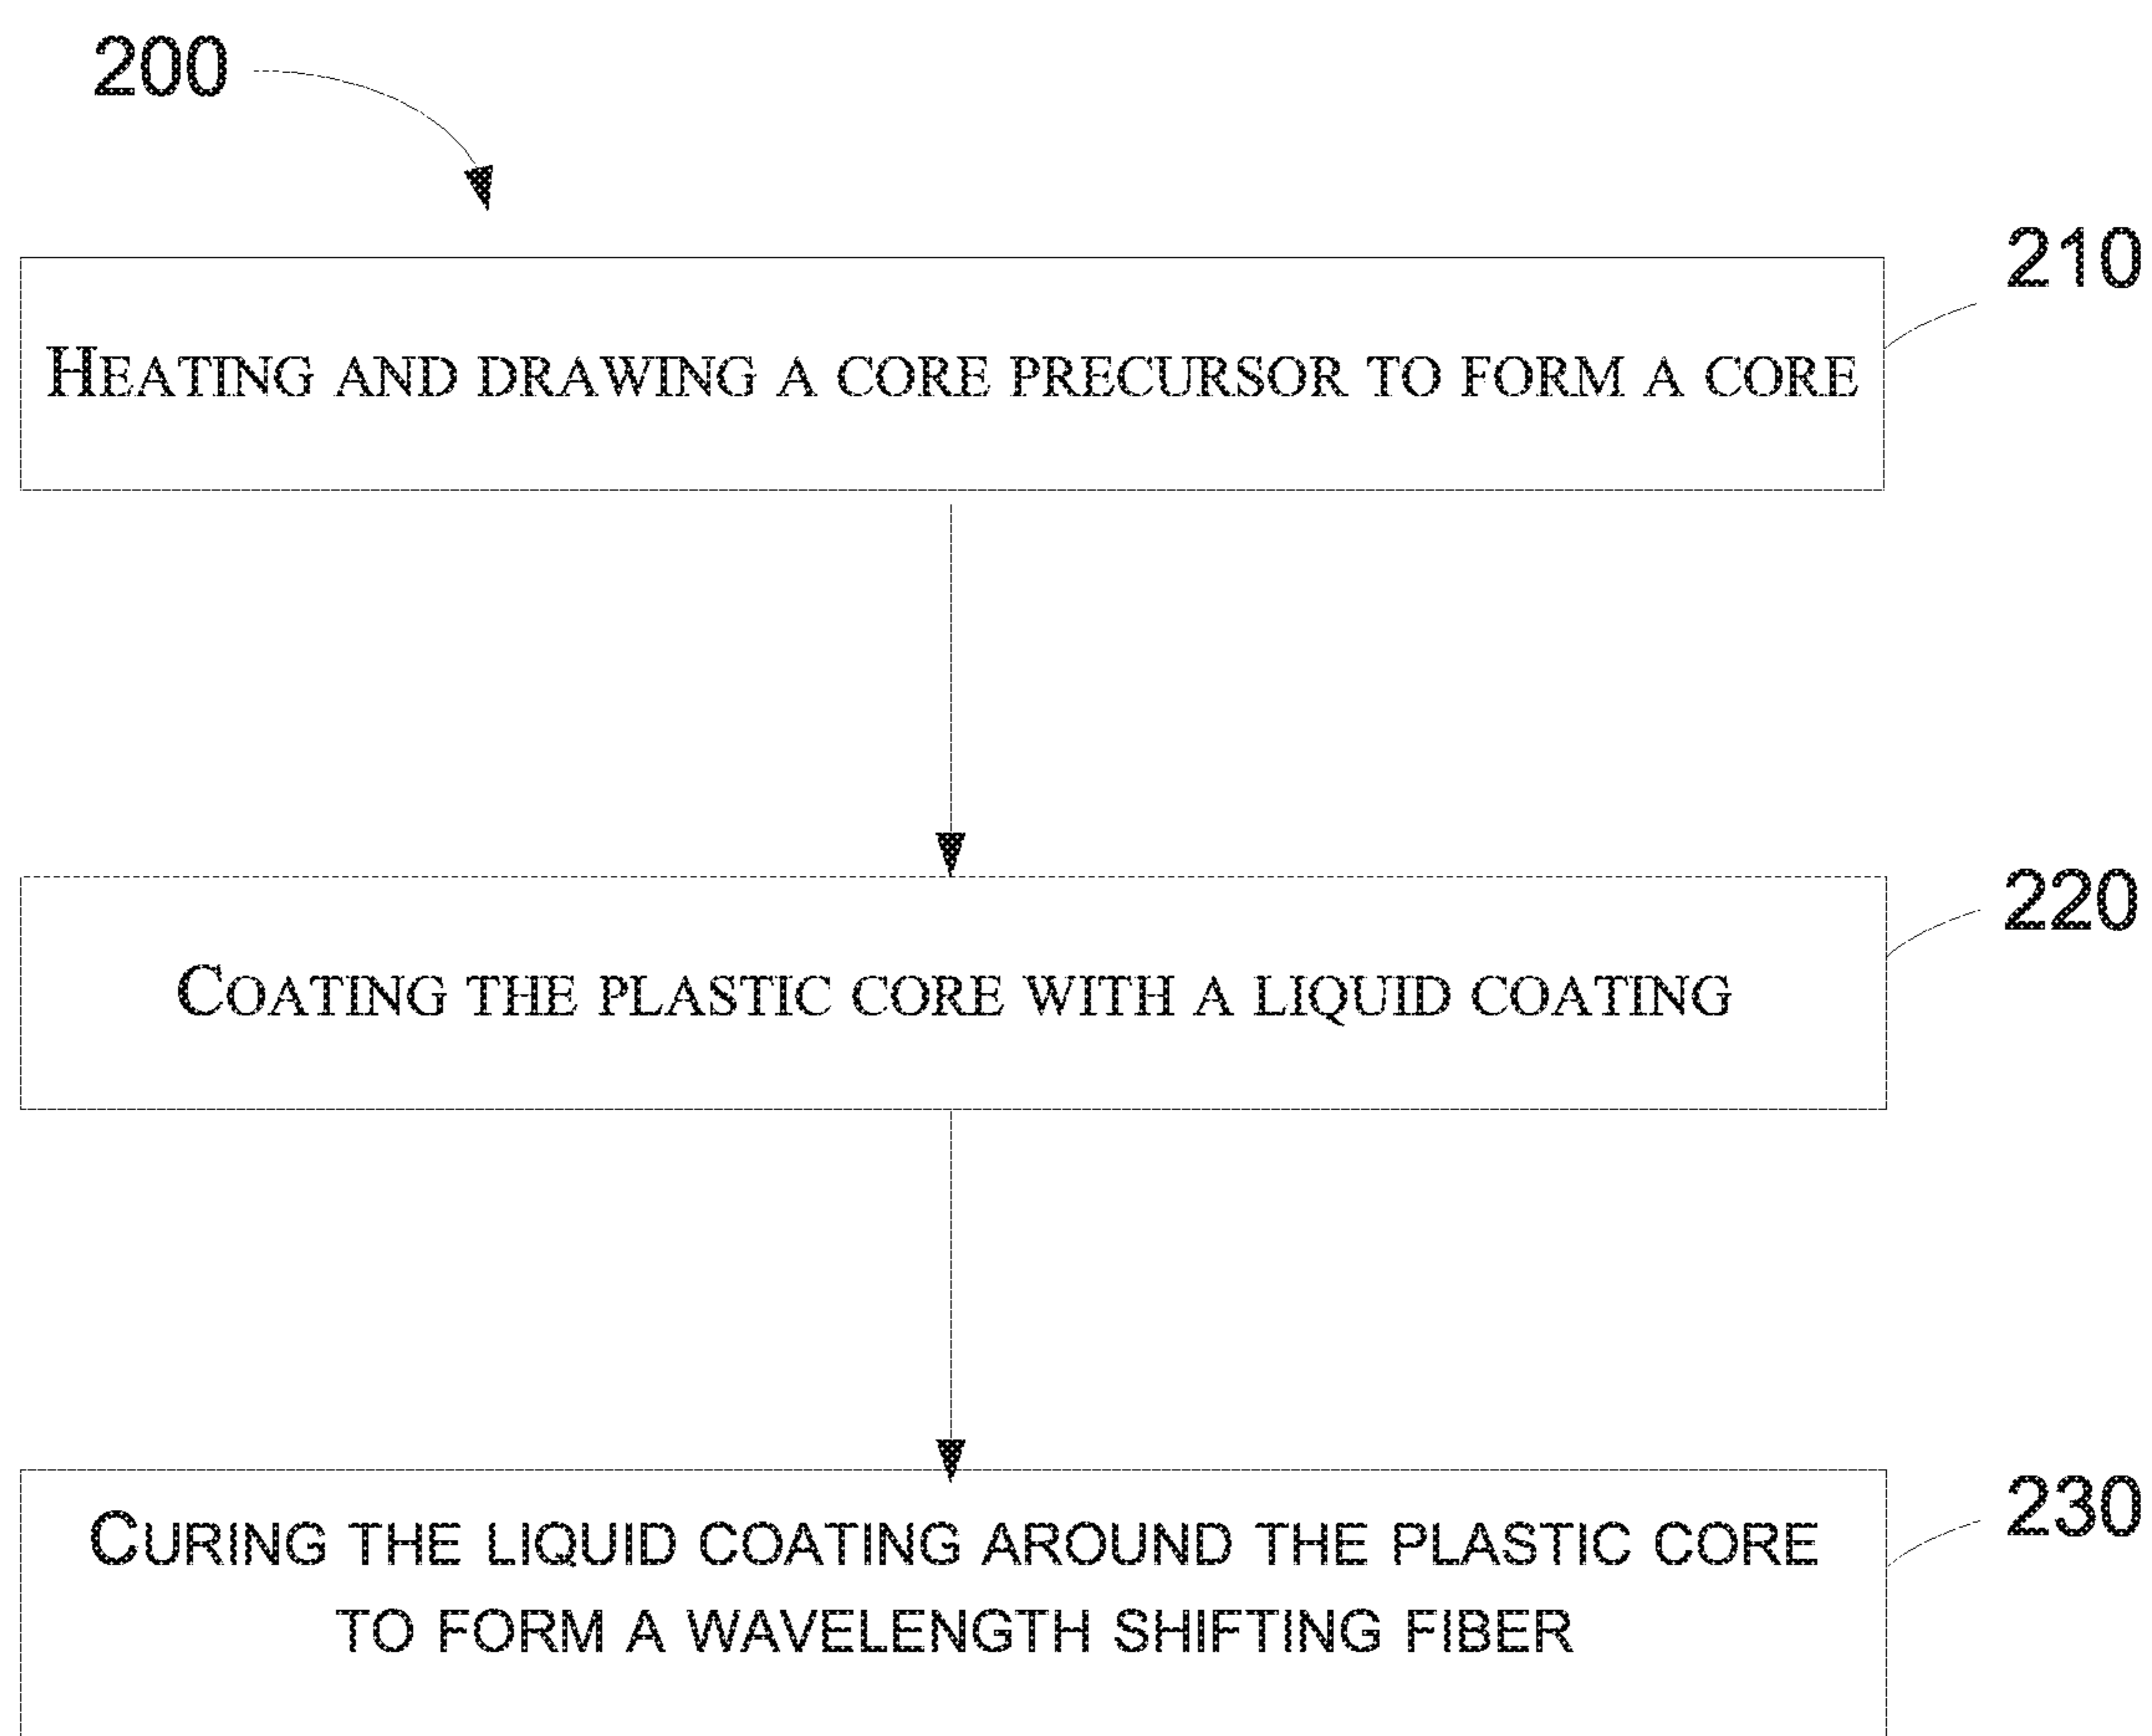 200
210
HEATING AND DRAWING A CORE PRECURSOR TO FORM A CORE
220
COATING THE PLASTIC CORE WITH A LIQUID COATING
230
CURING THE LIQUID COATING AROUND THE PLASTIC CORE
TO FORM A WAVELENGTH SHIFTING FIBER